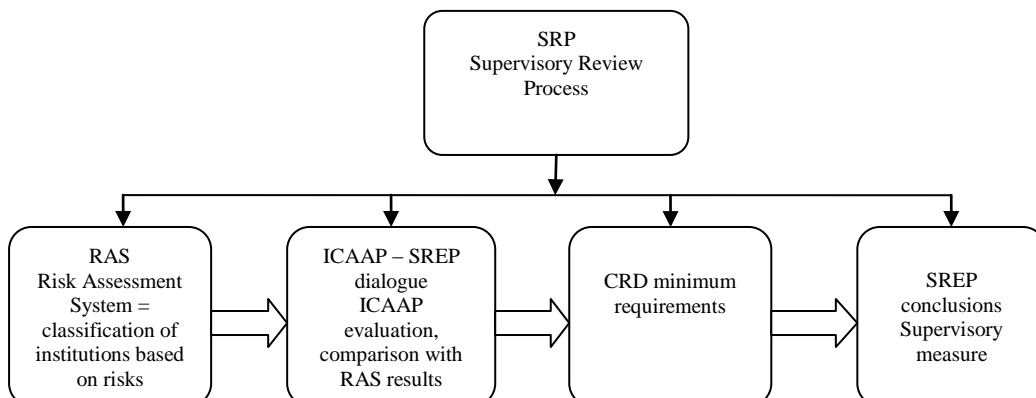 SRP
Supervisory Review
Process
RAS
Risk Assessment
System =
classification of
institutions based
on risks
ICAAP – SREP
dialogue
ICAAP
evaluation,
comparison with
RAS results
CRD minimum
requirements
SREP
conclusions
Supervisory
measure